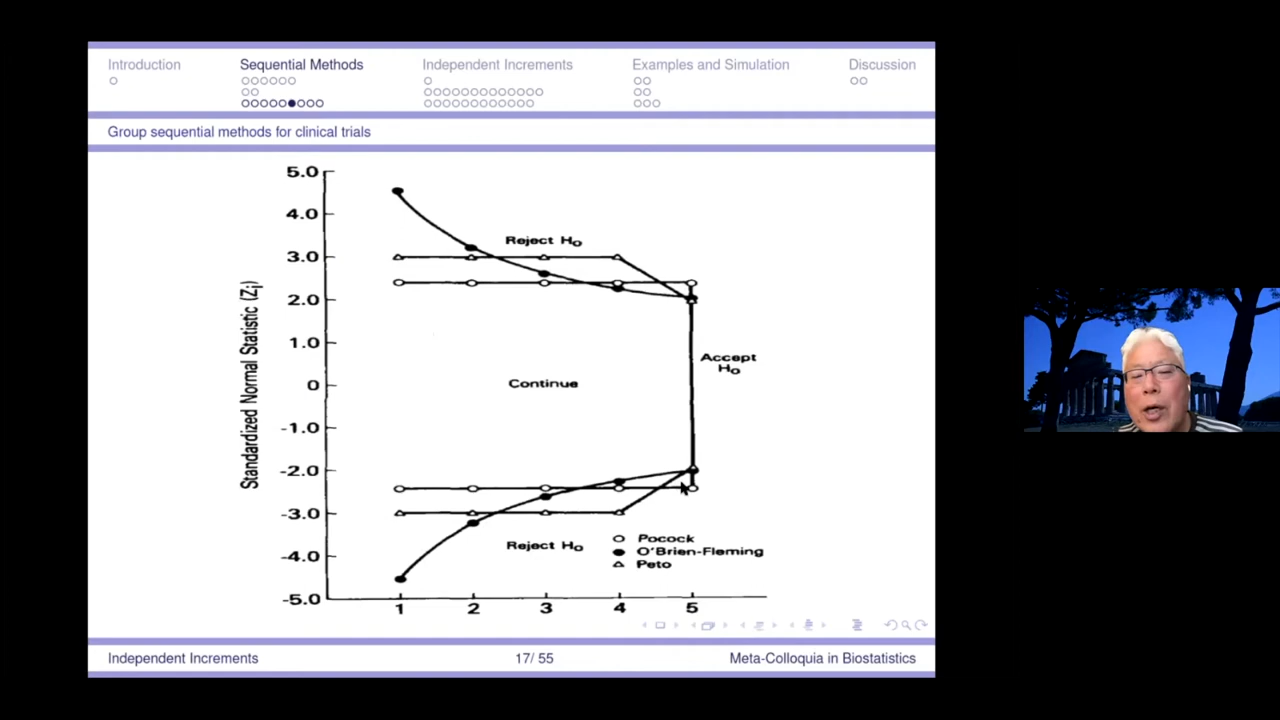 Introduction Sequential Methods Independent Increments Examples and Simulation Discussion
Group sequential methods for clinical trials
5.0
4.0
3.0
2.0
1.0
0
-1.0
-2.0
-3.0
-4.0
-5.0
Standardized Normal Statistic (Zi)
Reject Ho
Continue
Accept
Ho
Reject Ho
Pocock
O'Brien-Fleming
Peto
1 2 3 4 5
Independent Increments 17/ 55 Meta-Colloquia in Biostatistics